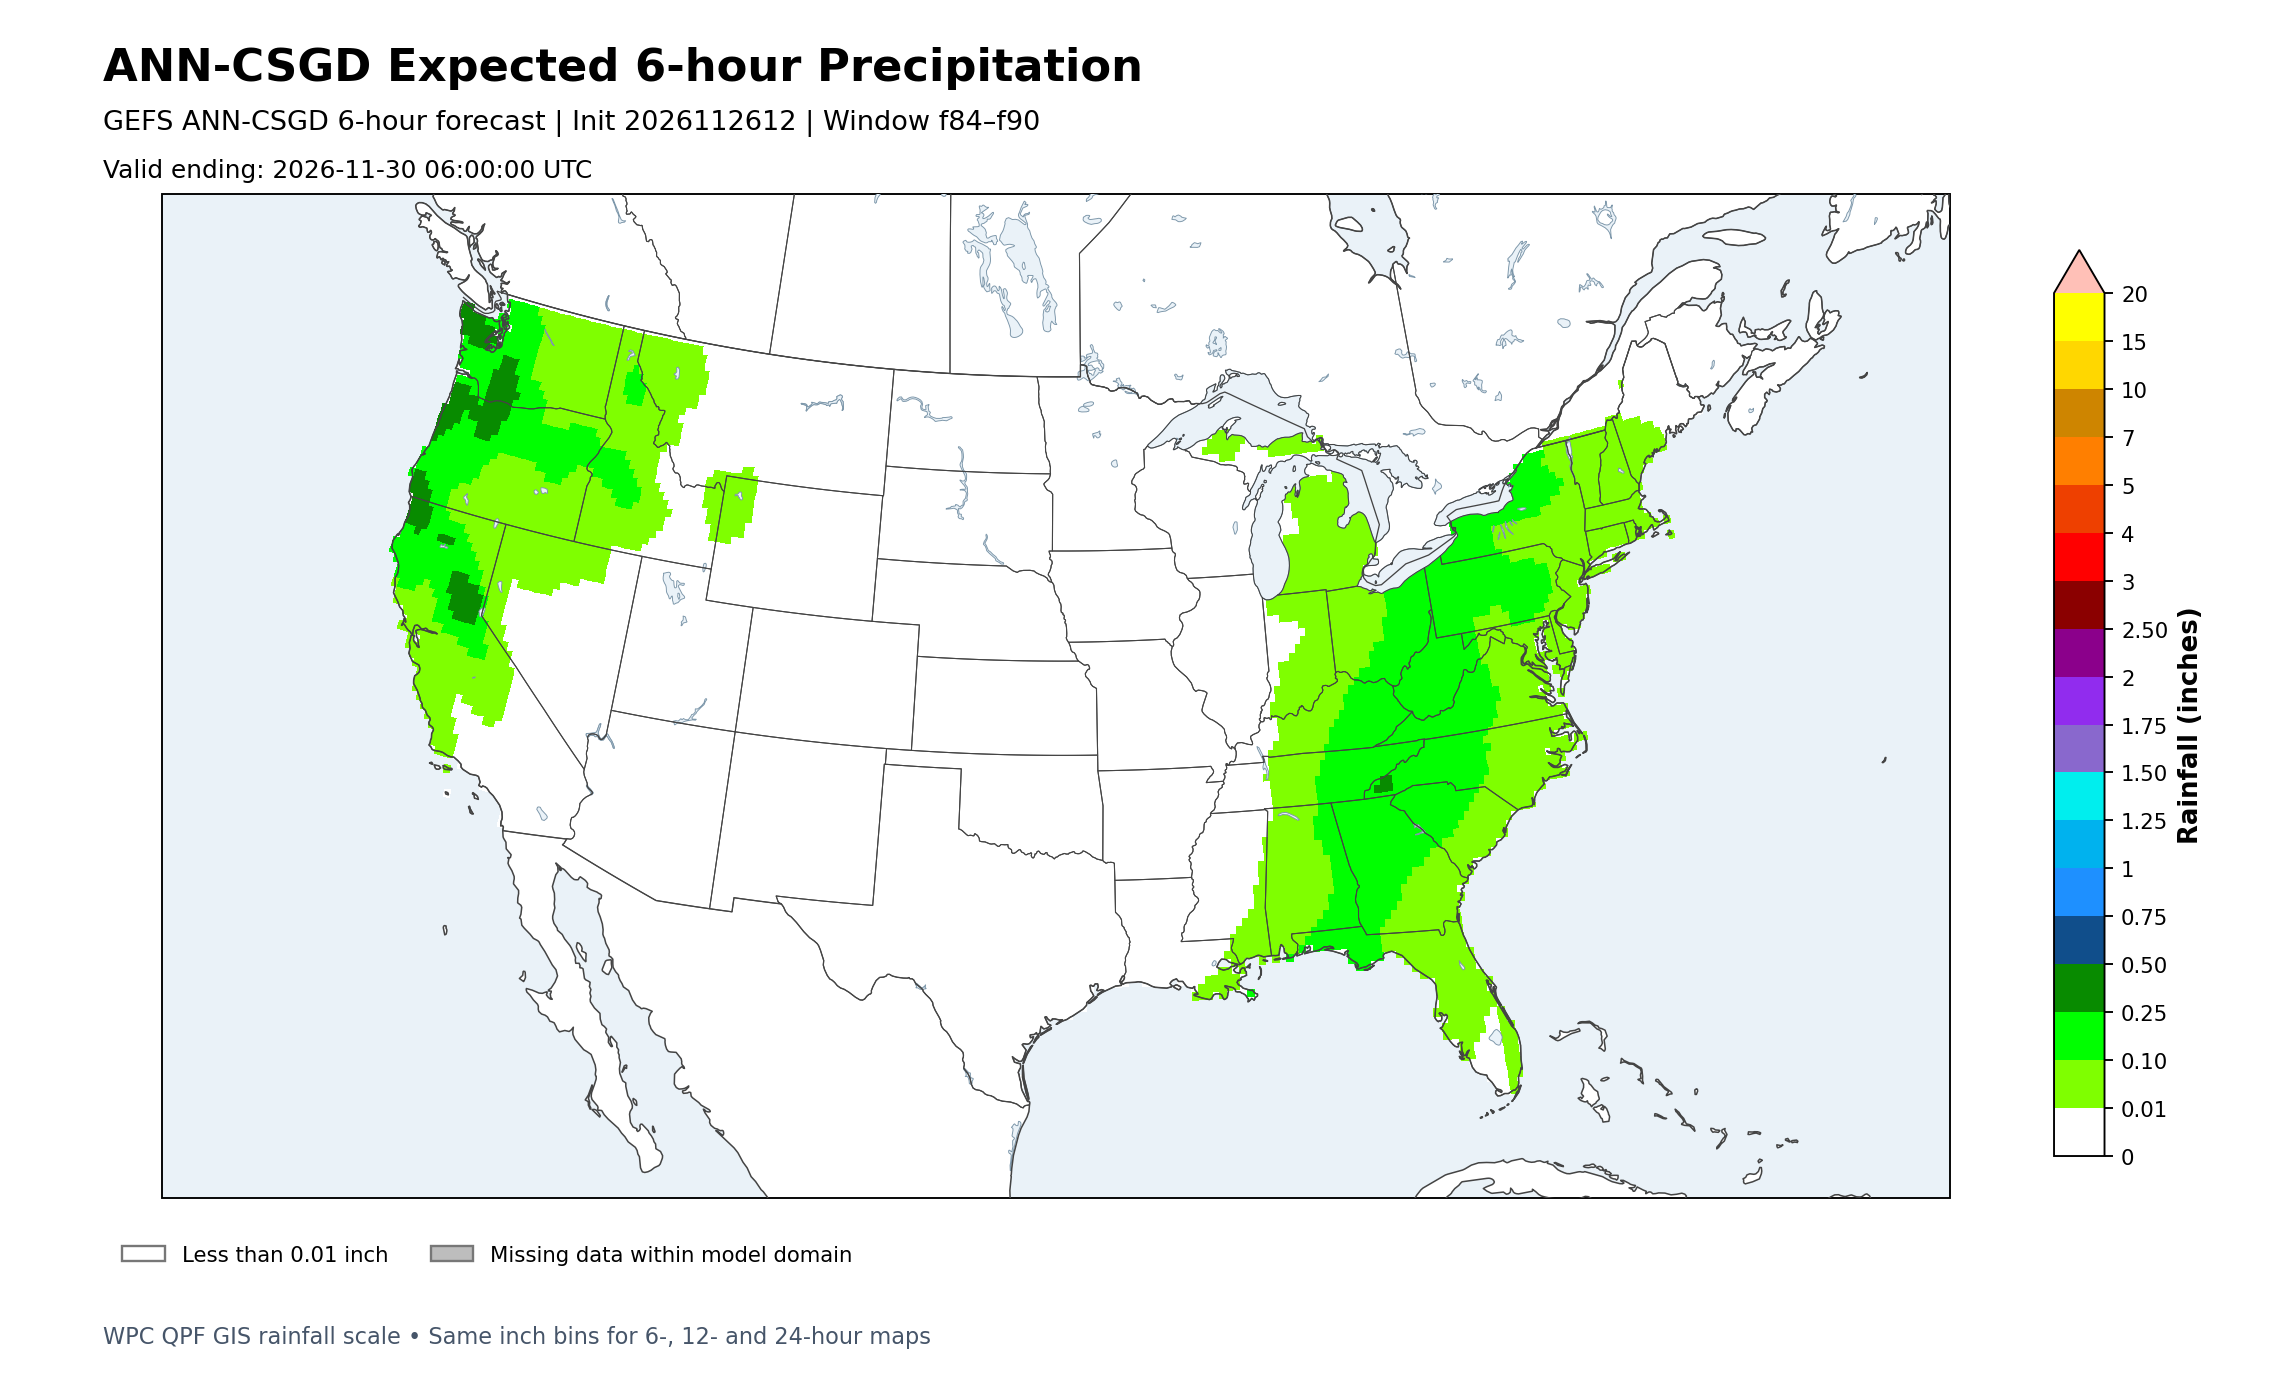 ANN-CSGD Expected 6-hour Precipitation
GEFS ANN-CSGD 6-hour forecast | Init 2026112612 | Window f84–f90
Valid ending: 2026-11-30 06:00:00 UTC
20
15
10
7
5
4
3
2.50
2
1.75
1.50
1.25
1
0.75
0.50
0.25
0.10
0.01
0
Rainfall (inches)
Less than 0.01 inch
Missing data within model domain
WPC QPF GIS rainfall scale • Same inch bins for 6-, 12- and 24-hour maps